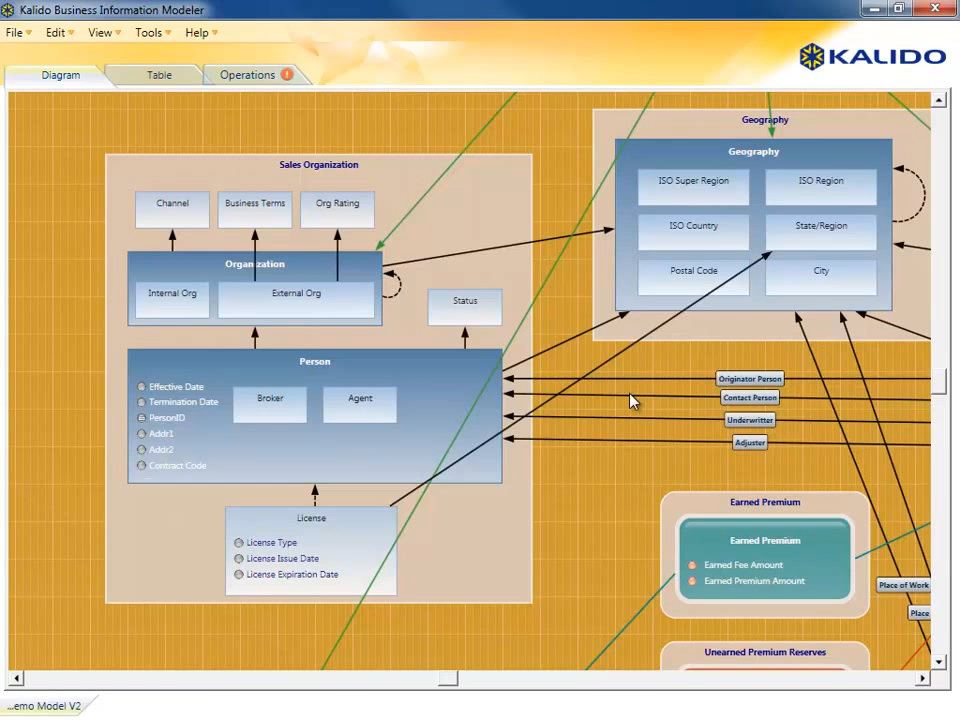 Kalido Business Information Modeler
File
Edit
View
Tools
Help
KALIDO
Diagram
Table
Operations
Sales Organization
Channel
Business Terms
Org Rating
Organization
Internal Org
External Org
Status
Person
Effective Date
Termination Date
PersonID
Addr1
Addr2
Contract Code
Broker
Agent
License
License Type
License Issue Date
License Expiration Date
Geography
Geography
ISO Super Region
ISO Region
ISO Country
State/Region
Postal Code
City
Originator Person
Contact Person
Underwritter
Adjuster
Earned Premium
Earned Premium
Earned Fee Amount
Earned Premium Amount
Place of Work
Place
Unearned Premium Reserves
...emo Model V2